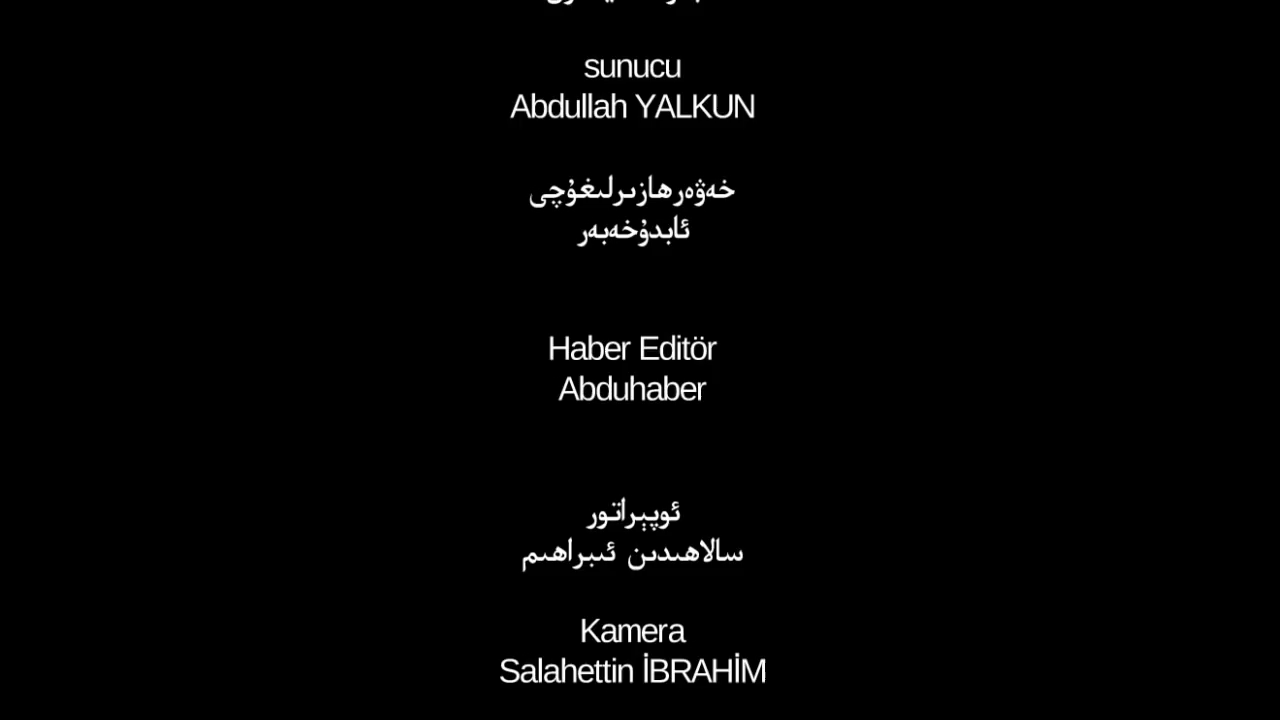 sunucu
Abdullah YALKUN
خەۋەرھازىرلىغۇچى
ئابدۇخەبەر
Haber Editör
Abduhaber
ئوپېراتور
سالاھىدىن ئىبراھىم
Kamera
Salahettin İBRAHİM